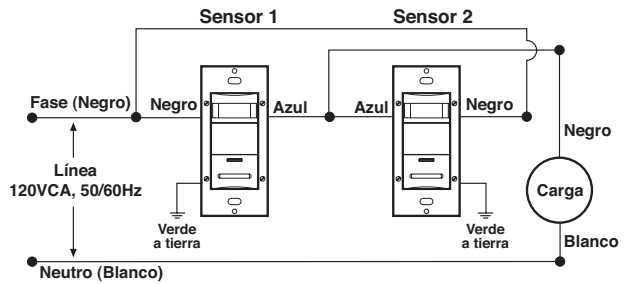 Sensor 1
Sensor 2
Fase (Negro)
Negro
Azul
Azul
Negro
Negro
Línea
120VCA, 50/60Hz
Carga
Verde
a tierra
Verde
a tierra
Blanco
Neutro (Blanco)